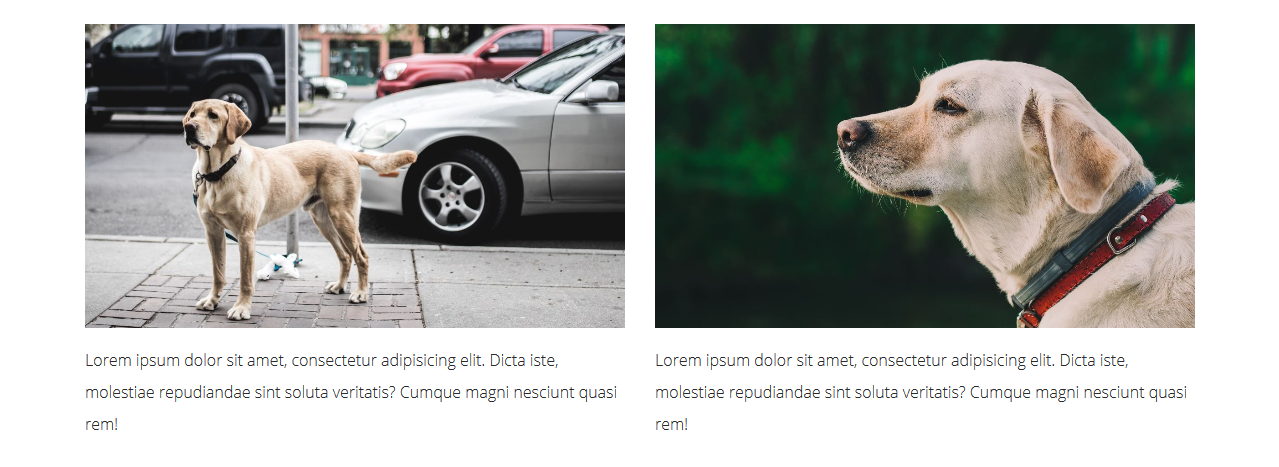 Lorem ipsum dolor sit amet, consectetur adipisicing elit. Dicta iste,
molestiae repudiandae sint soluta veritatis? Cumque magni nesciunt quasi
rem!
Lorem ipsum dolor sit amet, consectetur adipisicing elit. Dicta iste,
molestiae repudiandae sint soluta veritatis? Cumque magni nesciunt quasi
rem!